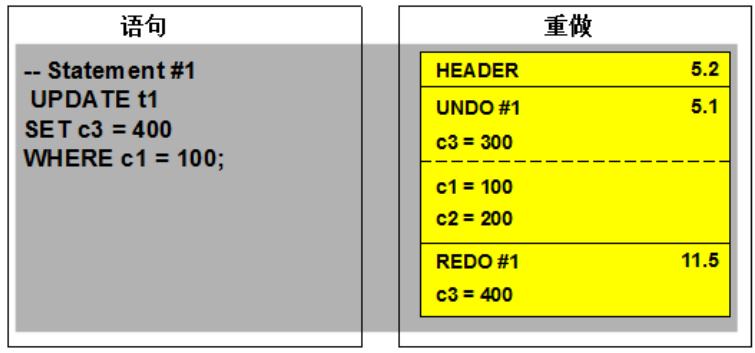 语句
-- Statement #1
UPDATE t1
SET c3 = 400
WHERE c1 = 100;
重做
HEADER 5.2
UNDO #1 5.1
c3 = 300
c1 = 100
c2 = 200
REDO #1 11.5
c3 = 400